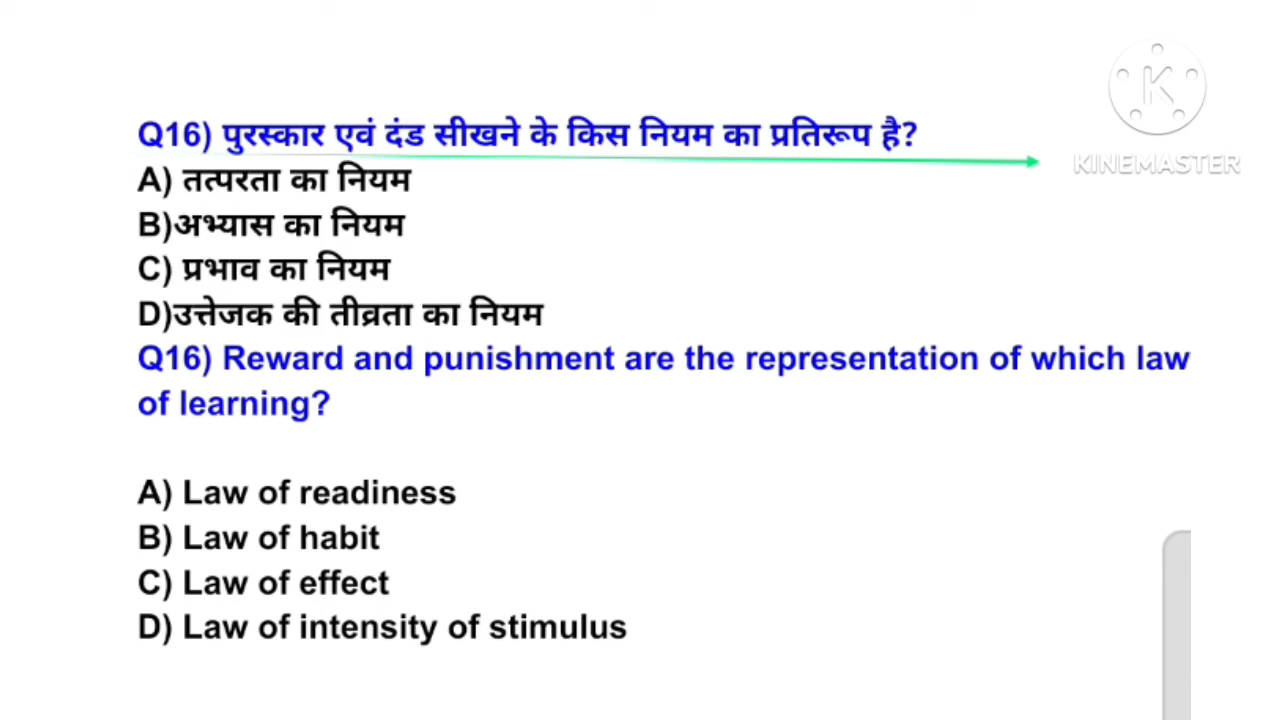 Q16) पुरस्कार एवं दंड सीखने के किस नियम का प्रतिरूप है?
A) तत्परता का नियम
B)अभ्यास का नियम
C) प्रभाव का नियम
D)उत्तेजक की तीव्रता का नियम
Q16) Reward and punishment are the representation of which law
of learning?
A) Law of readiness
B) Law of habit
C) Law of effect
D) Law of intensity of stimulus
K
KINEMASTER